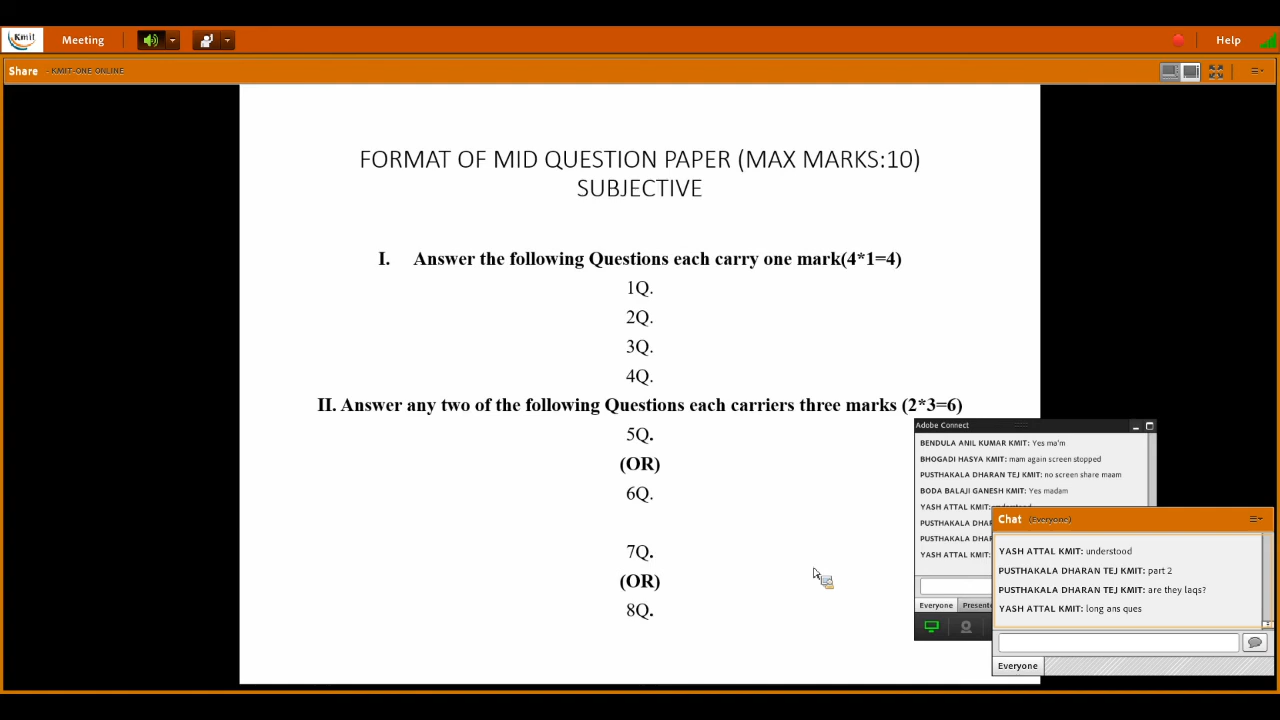 Kmit
Meeting
Help
Share - KMIT-ONE ONLINE
FORMAT OF MID QUESTION PAPER (MAX MARKS:10)
SUBJECTIVE
I. Answer the following Questions each carry one mark(4*1=4)
1Q.
2Q.
3Q.
4Q.
II. Answer any two of the following Questions each carriers three marks (2*3=6)
5Q.
(OR)
6Q.
7Q.
(OR)
8Q.
Adobe Connect
BENDULA ANIL KUMAR KMIT: Yes ma'm
BHOGADI HASYA KMIT: mam again screen stopped
PUSTHAKALA DHARAN TEJ KMIT: no screen share maam
BODA BALAJI GANESH KMIT: Yes madam
YASH ATTAL KMIT: understood
PUSTHAKALA DHAR
PUSTHAKALA DHAR
YASH ATTAL KMIT:
Everyone Presente
Chat (Everyone)
YASH ATTAL KMIT: understood
PUSTHAKALA DHARAN TEJ KMIT: part 2
PUSTHAKALA DHARAN TEJ KMIT: are they laqs?
YASH ATTAL KMIT: long ans ques
Everyone